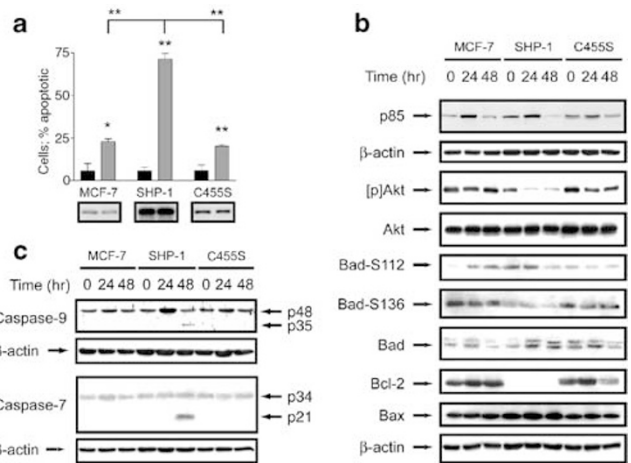 a
** **
**
Cells; % apoptotic
75
50
25
0
* **
MCF-7 SHP-1 C455S
b
MCF-7 SHP-1 C455S
Time (hr) 0 24 48 0 24 48 0 24 48
p85
β-actin
[p]Akt
Akt
Bad-S112
Bad-S136
Bad
Bcl-2
Bax
β-actin
c
MCF-7 SHP-1 C455S
Time (hr) 0 24 48 0 24 48 0 24 48
Caspase-9 p48
p35
β-actin
Caspase-7 p34
p21
β-actin